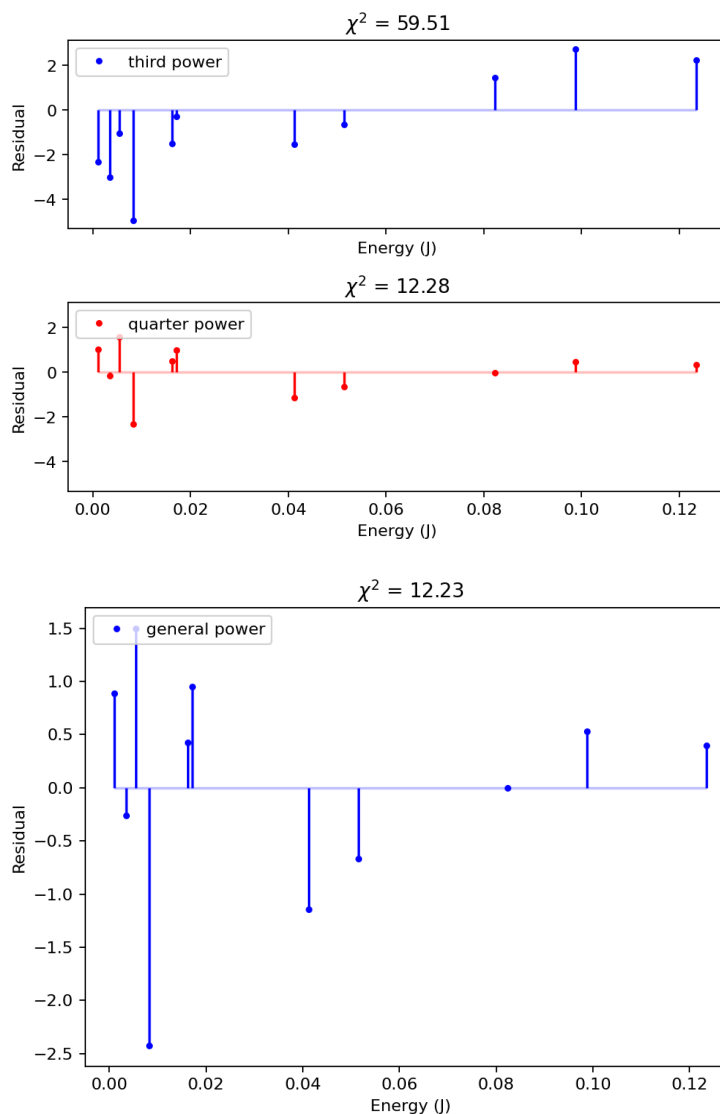 χ² = 59.51
third power
2
0
−2
−4
Residual
Energy (J)
χ² = 12.28
quarter power
2
0
−2
−4
Residual
0.00 0.02 0.04 0.06 0.08 0.10 0.12
Energy (J)
χ² = 12.23
general power
1.5
1.0
0.5
0.0
−0.5
−1.0
−1.5
−2.0
−2.5
Residual
0.00 0.02 0.04 0.06 0.08 0.10 0.12
Energy (J)